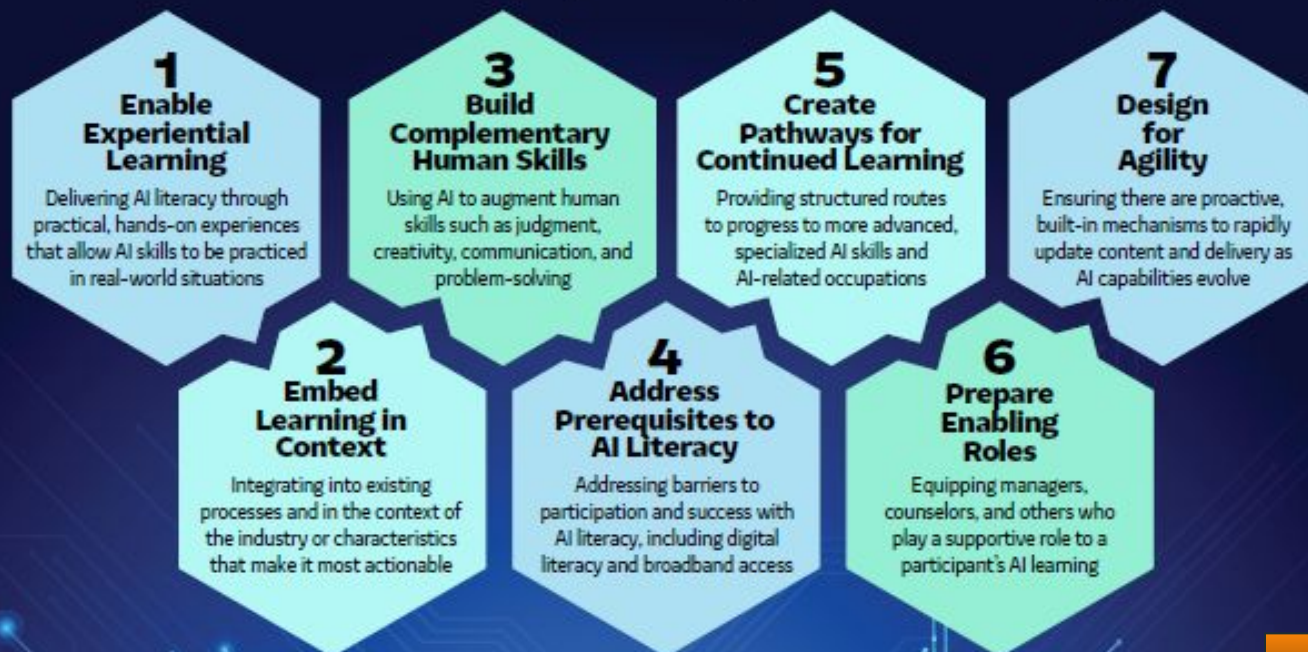 1
Enable
Experiential
Learning
Delivering AI literacy through
practical, hands-on experiences
that allow AI skills to be practiced
in real-world situations
2
Embed
Learning in
Context
Integrating into existing
processes and in the context of
the industry or characteristics
that make it most actionable
3
Build
Complementary
Human Skills
Using AI to augment human
skills such as judgment,
creativity, communication, and
problem-solving
4
Address
Prerequisites to
AI Literacy
Addressing barriers to
participation and success with
AI literacy, including digital
literacy and broadband access
5
Create
Pathways for
Continued Learning
Providing structured routes
to progress to more advanced,
specialized AI skills and
AI-related occupations
6
Prepare
Enabling
Roles
Equipping managers,
counselors, and others who
play a supportive role to a
participant's AI learning
7
Design
for
Agility
Ensuring there are proactive,
built-in mechanisms to rapidly
update content and delivery as
AI capabilities evolve